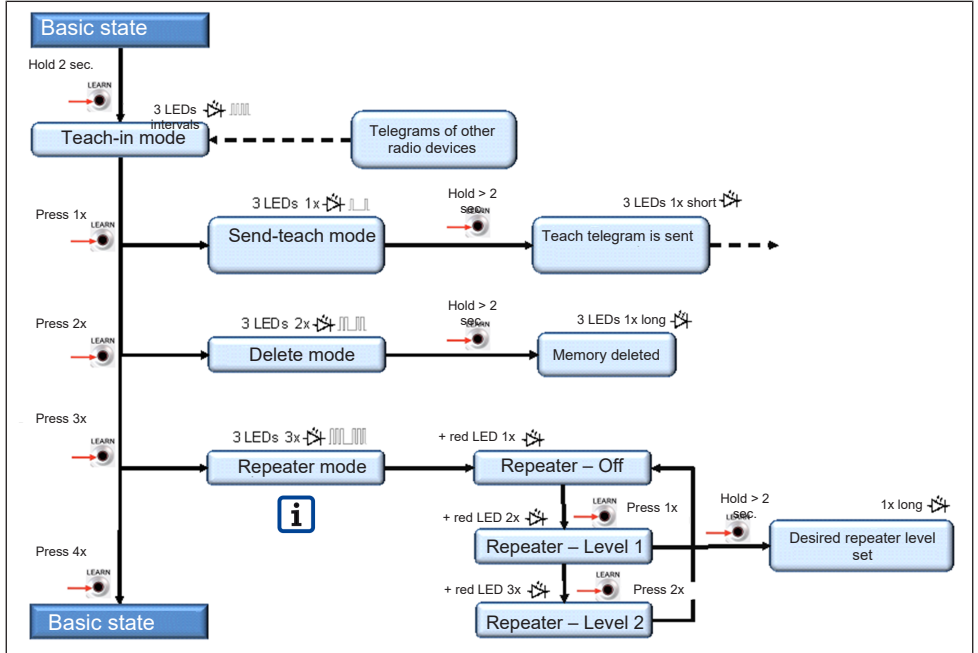 Basic state
Hold 2 sec.
LEARN
3 LEDs
intervals
Teach-in mode
Telegrams of other
radio devices
Press 1x
LEARN
3 LEDs 1x
Send-teach mode
Hold > 2
sec.
LEARN
3 LEDs 1x short
Teach telegram is sent
Press 2x
LEARN
3 LEDs 2x
Delete mode
Hold > 2
sec.
LEARN
3 LEDs 1x long
Memory deleted
Press 3x
LEARN
3 LEDs 3x
Repeater mode
i
+ red LED 1x
Repeater – Off
LEARN
Press 1x
+ red LED 2x
Repeater – Level 1
Hold > 2
sec.
LEARN
1x long
Desired repeater level
set
+ red LED 3x
LEARN
Press 2x
Repeater – Level 2
Press 4x
LEARN
Basic state